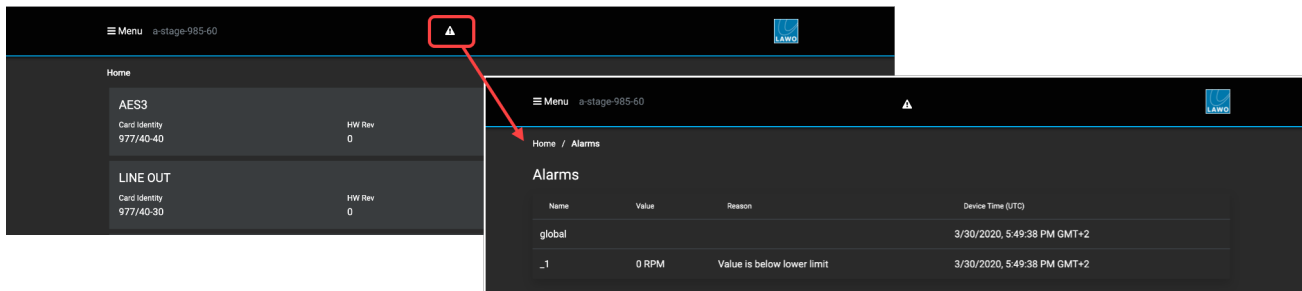 Menu a-stage-985-60
LAWO
Home
AES3
Card Identity HW Rev
977/40-40 0
LINE OUT
Card Identity HW Rev
977/40-30 0
Menu a-stage-985-60
LAWO
Home / Alarms
Alarms
Name Value Reason Device Time (UTC)
global 3/30/2020, 5:49:38 PM GMT+2
_1 0 RPM Value is below lower limit 3/30/2020, 5:49:38 PM GMT+2